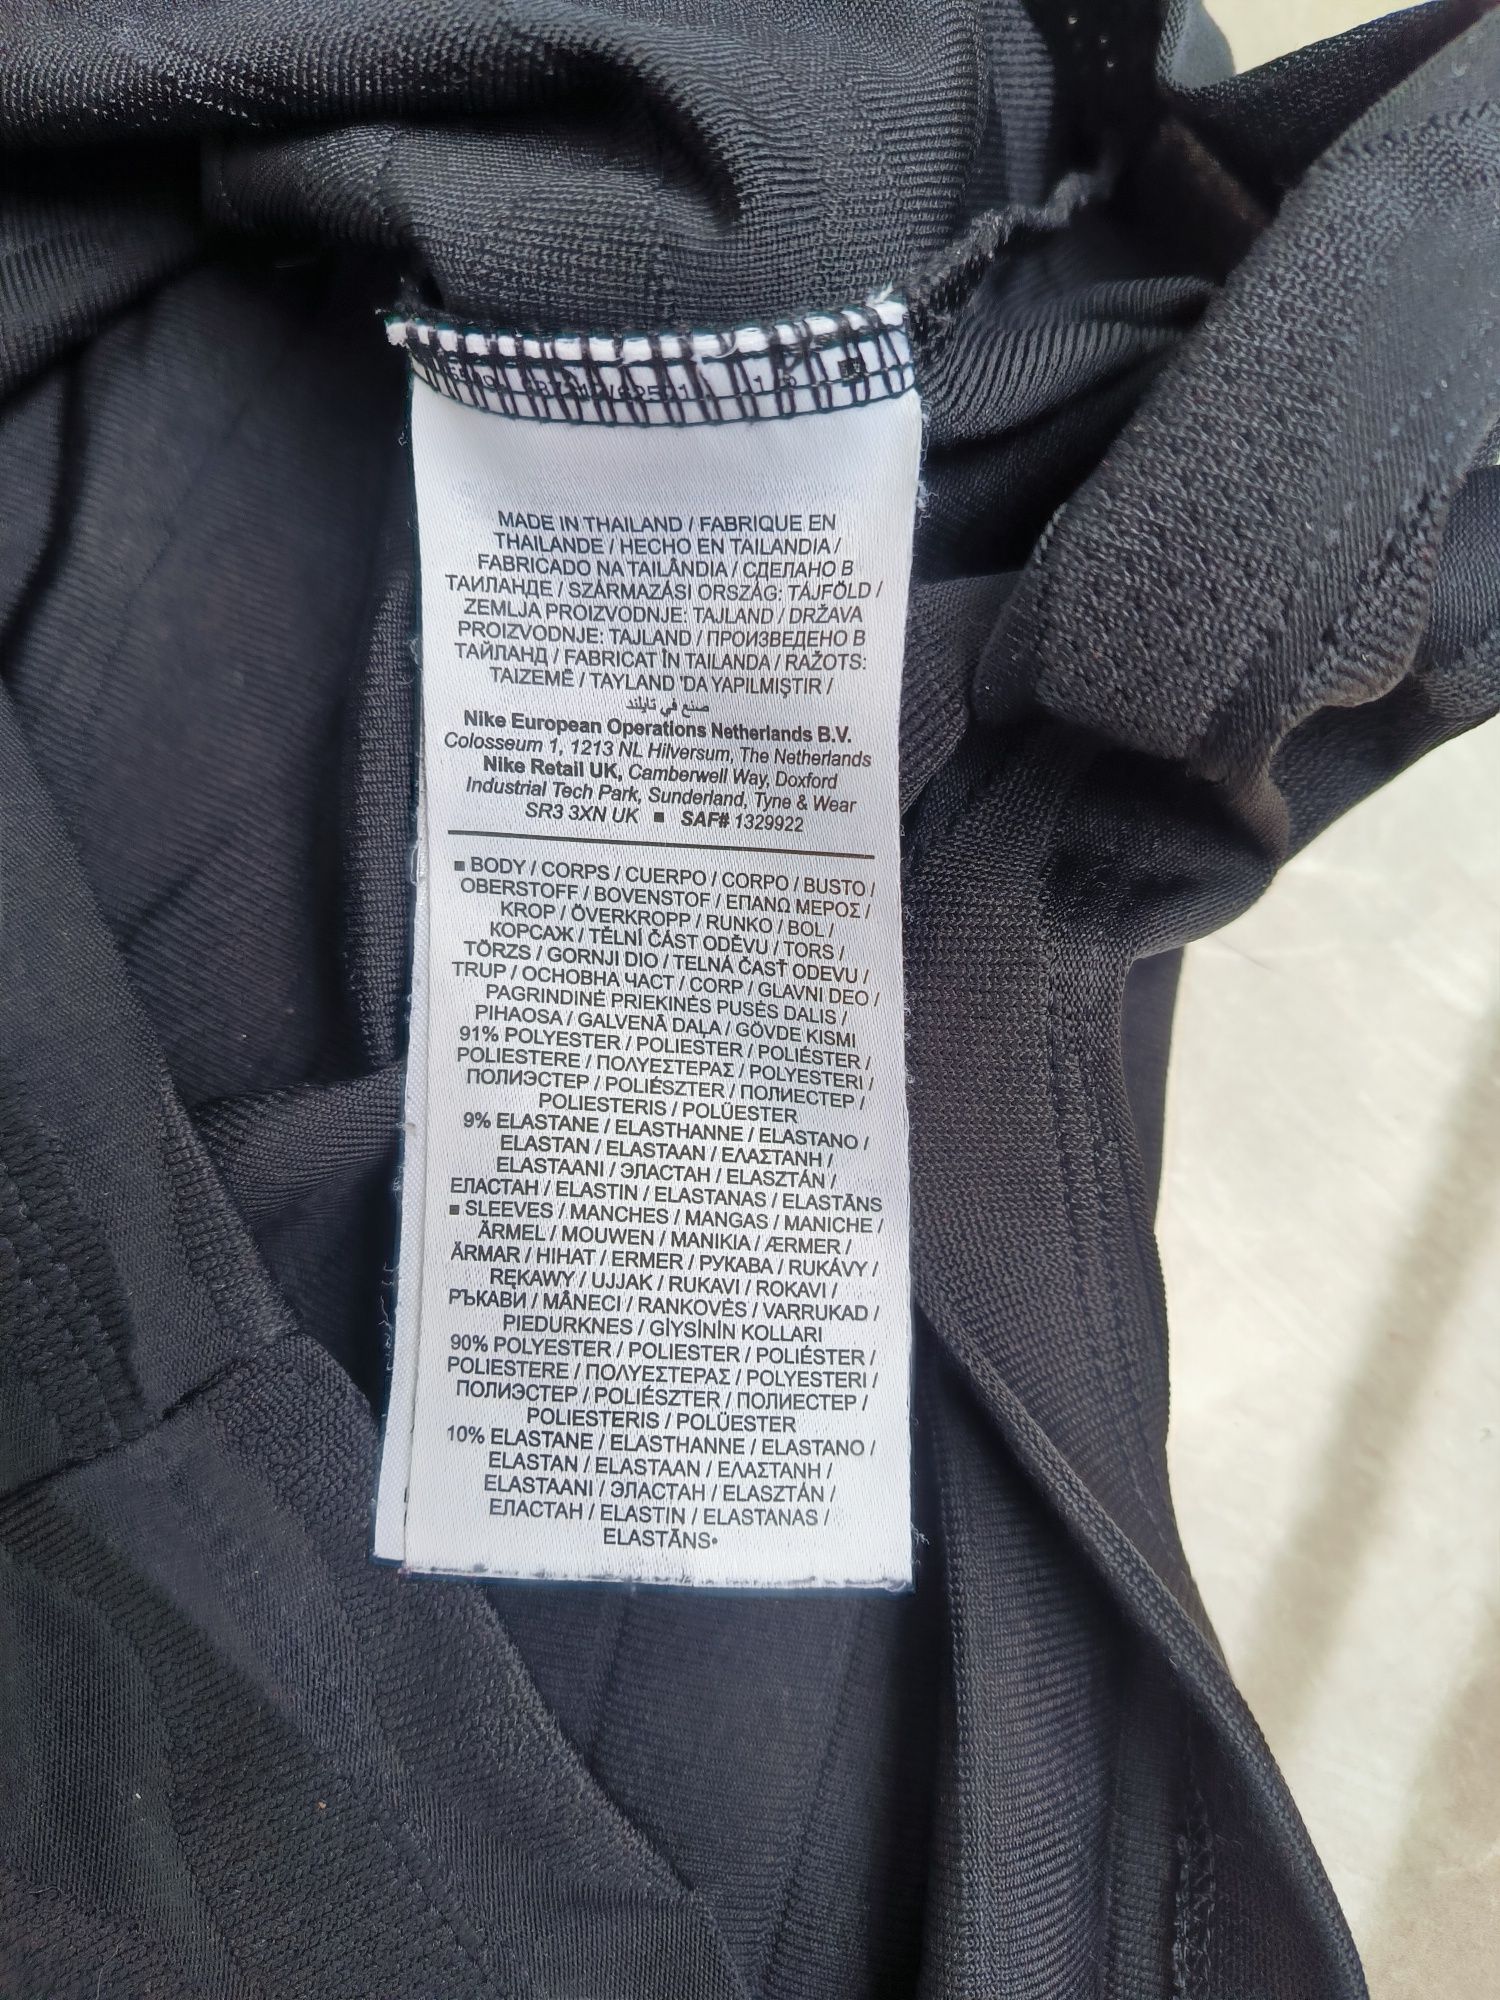 MADE IN THAILAND / FABRIQUE EN
THAILANDE / HECHO EN TAILANDIA /
FABRICADO NA TAILÂNDIA / СДЕЛАНО В
ТАИЛАНДЕ / SZÁRMAZÁSI ORSZÁG: TÁJFÖLD /
ZEMLJA PROIZVODNJE: TAJLAND / DRŽAVA
PROIZVODNJE: TAJLAND / ПРОИЗВЕДЕНО В
ТАЙЛАНД / FABRICAT ÎN TAILANDA / RAŽOTS:
TAIZEMĒ / TAYLAND 'DA YAPILMIŞTIR /
صنع في تايلند
Nike European Operations Netherlands B.V.
Colosseum 1, 1213 NL Hilversum, The Netherlands
Nike Retail UK, Camberwell Way, Doxford
Industrial Tech Park, Sunderland, Tyne & Wear
SR3 3XN UK ▪ SAF# 1329922
▪ BODY / CORPS / CUERPO / CORPO / BUSTO /
OBERSTOFF / BOVENSTOF / ΕΠΑΝΩ ΜΕΡΟΣ /
KROP / ÖVERKROPP / RUNKO / BOL /
КОРСАЖ / TĚLNÍ ČÁST ODĚVU / TORS /
TÖRZS / GORNJI DIO / TELNÁ ČASŤ ODEVU /
TRUP / ОСНОВНА ЧАСТ / CORP / GLAVNI DEO /
PAGRINDINĖ PRIEKINĖS PUSĖS DALIS /
PIHAOSA / GALVENĀ DAĻA / GÖVDE KISMI
91% POLYESTER / POLIESTER / POLIÉSTER /
POLIESTERE / ΠΟΛΥΕΣΤΕΡΑΣ / POLYESTERI /
ПОЛИЭСТЕР / POLIÉSZTER / ПОЛИЕСТЕР /
POLIESTERIS / POLÜESTER
9% ELASTANE / ELASTHANNE / ELASTANO /
ELASTAN / ELASTAAN / ΕΛΑΣΤΑΝΗ /
ELASTAANI / ЭЛАСТАН / ELASZTÁN /
ЕЛАСТАН / ELASTIN / ELASTANAS / ELASTĀNS
▪ SLEEVES / MANCHES / MANGAS / MANICHE /
ÄRMEL / MOUWEN / ΜΑΝΙΚΙΑ / ÆRMER /
ÄRMAR / HIHAT / ERMER / РУКАВА / RUKÁVY /
RĘKAWY / UJJAK / RUKAVI / ROKAVI /
РЪКАВИ / MÂNECI / RANKOVĖS / VARRUKAD /
PIEDURKNES / GİYSİNİN KOLLARI
90% POLYESTER / POLIESTER / POLIÉSTER /
POLIESTERE / ΠΟΛΥΕΣΤΕΡΑΣ / POLYESTERI /
ПОЛИЭСТЕР / POLIÉSZTER / ПОЛИЕСТЕР /
POLIESTERIS / POLÜESTER
10% ELASTANE / ELASTHANNE / ELASTANO /
ELASTAN / ELASTAAN / ΕΛΑΣΤΑΝΗ /
ELASTAANI / ЭЛАСТАН / ELASZTÁN /
ЕЛАСТАН / ELASTIN / ELASTANAS /
ELASTĀNS•